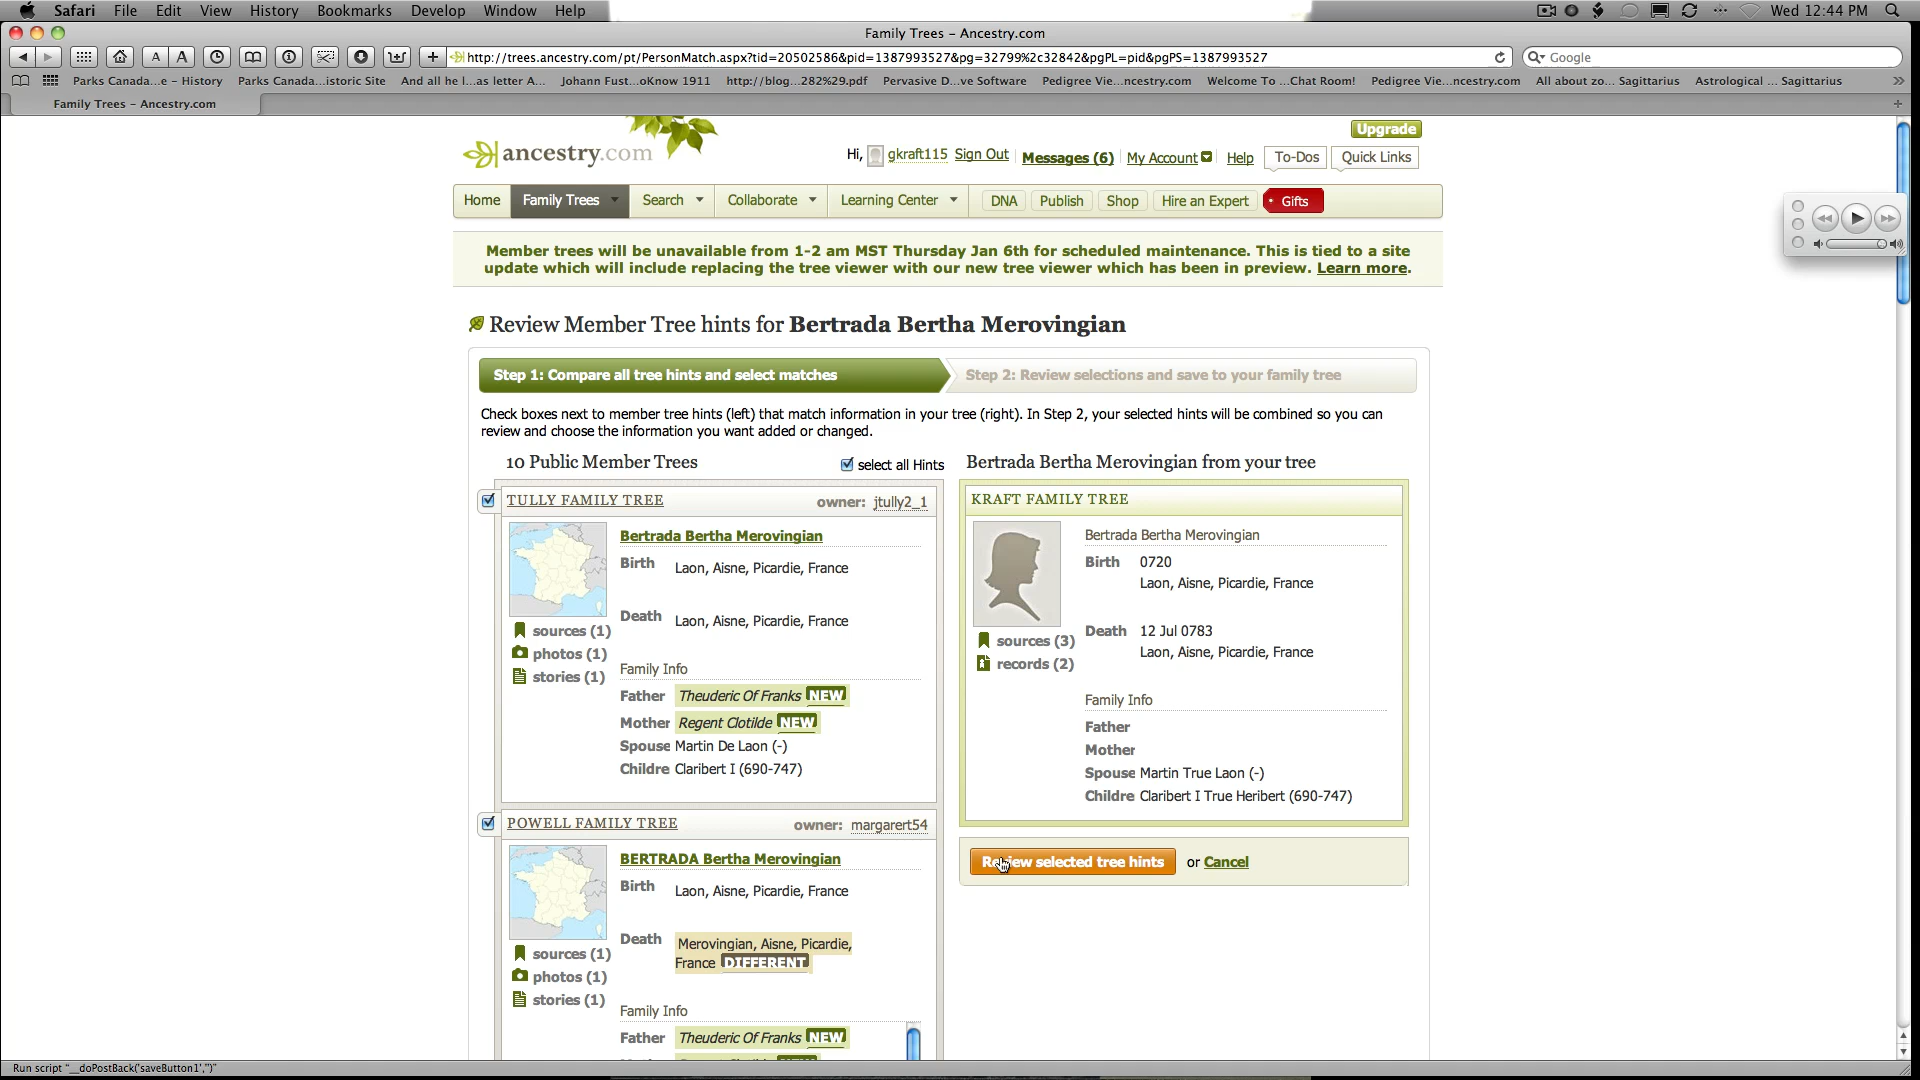 Safari File Edit View History Bookmarks Develop Window Help Wed 12:44 PM
Family Trees - Ancestry.com
A A + http://trees.ancestry.com/pt/PersonMatch.aspx?tid=20502586&pid=1387993527&pg=32799%2c32842&pgPL=pid&pgPS=1387993527 Google
Parks Canada...e - History Parks Canada...istoric Site And all he l...as letter A... Johann Fust...oKnow 1911 http://blog...282%29.pdf Pervasive D...ve Software Pedigree Vie...ncestry.com Welcome To ...Chat Room! Pedigree Vie...ncestry.com All about zo... Sagittarius Astrological ... Sagittarius
Family Trees - Ancestry.com
Upgrade
ancestry.com
Hi, gkraft115 Sign Out Messages (6) My Account Help To-Dos Quick Links
Home Family Trees Search Collaborate Learning Center DNA Publish Shop Hire an Expert Gifts
Member trees will be unavailable from 1-2 am MST Thursday Jan 6th for scheduled maintenance. This is tied to a site
update which will include replacing the tree viewer with our new tree viewer which has been in preview. Learn more.
Review Member Tree hints for Bertrada Bertha Merovingian
Step 1: Compare all tree hints and select matches Step 2: Review selections and save to your family tree
Check boxes next to member tree hints (left) that match information in your tree (right). In Step 2, your selected hints will be combined so you can
review and choose the information you want added or changed.
10 Public Member Trees select all Hints
TULLY FAMILY TREE owner: jtully2_1
Bertrada Bertha Merovingian
Birth Laon, Aisne, Picardie, France
Death Laon, Aisne, Picardie, France
sources (1)
photos (1)
stories (1)
Family Info
Father Theuderic Of Franks NEW
Mother Regent Clotilde NEW
Spouse Martin De Laon (-)
Childre Claribert I (690-747)
POWELL FAMILY TREE owner: margarert54
BERTRADA Bertha Merovingian
Birth Laon, Aisne, Picardie, France
Death Merovingian, Aisne, Picardie,
France DIFFERENT
sources (1)
photos (1)
stories (1)
Family Info
Father Theuderic Of Franks NEW
Bertrada Bertha Merovingian from your tree
KRAFT FAMILY TREE
Bertrada Bertha Merovingian
Birth 0720
Laon, Aisne, Picardie, France
Death 12 Jul 0783
Laon, Aisne, Picardie, France
sources (3)
records (2)
Family Info
Father
Mother
Spouse Martin True Laon (-)
Childre Claribert I True Heribert (690-747)
Review selected tree hints or Cancel
Run script "__doPostBack('saveButton1','')"